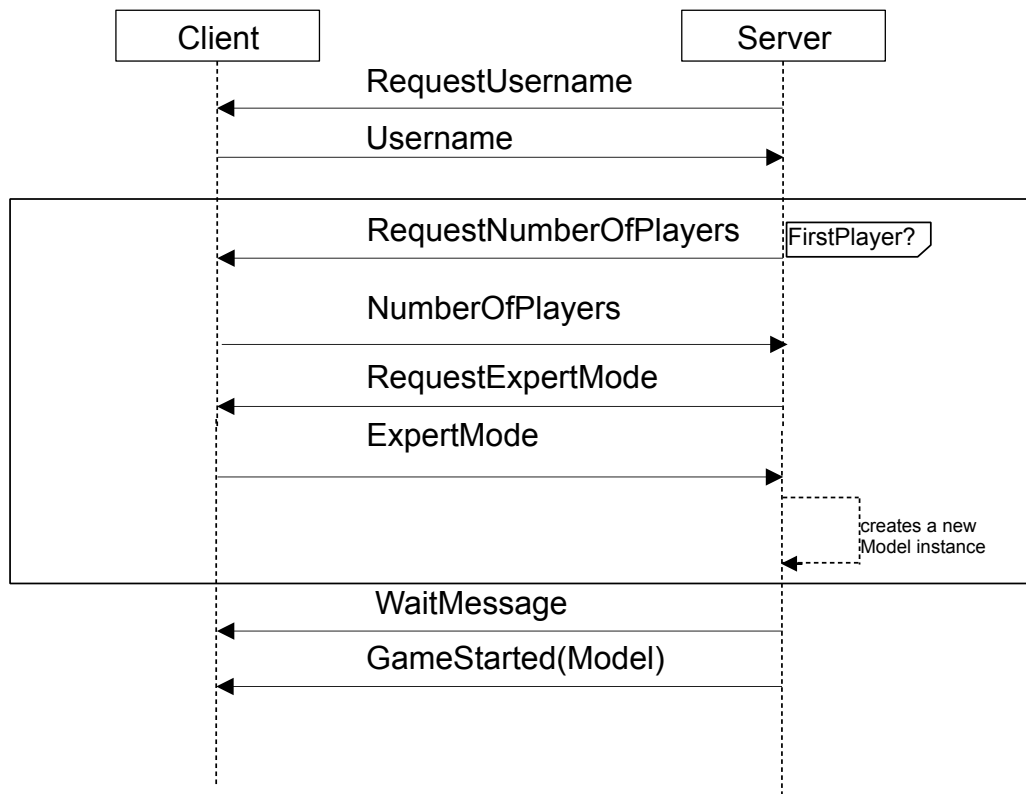 Client
Server
RequestUsername
Username
RequestNumberOfPlayers
FirstPlayer?
NumberOfPlayers
RequestExpertMode
ExpertMode
creates a new
Model instance
WaitMessage
GameStarted(Model)